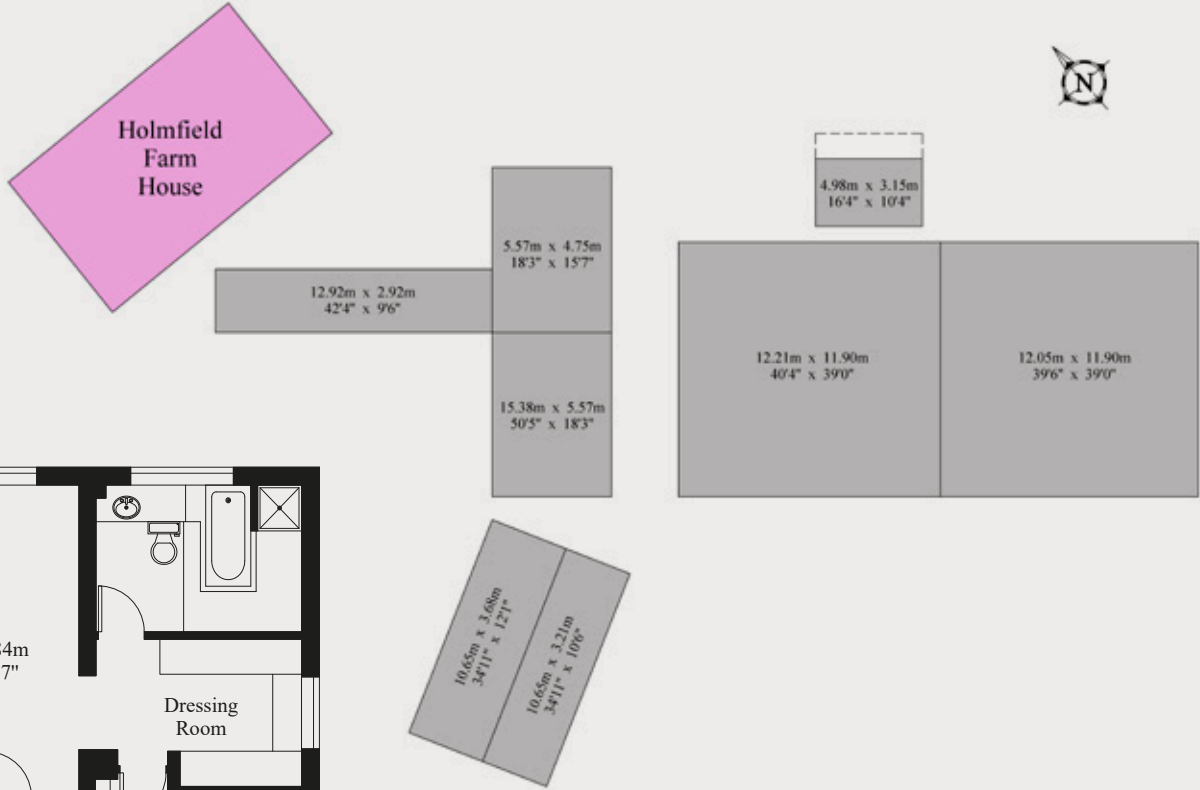 Holmfield
Farm
House
N
4.98m x 3.15m
16'4" x 10'4"
5.57m x 4.75m
18'3" x 15'7"
12.92m x 2.92m
42'4" x 9'6"
12.21m x 11.90m
40'4" x 39'0"
12.05m x 11.90m
39'6" x 39'0"
15.38m x 5.57m
50'5" x 18'3"
10.65m x 3.68m
34'11" x 12'1"
10.65m x 3.21m
34'11" x 10'6"
4m
7"
Dressing
Room